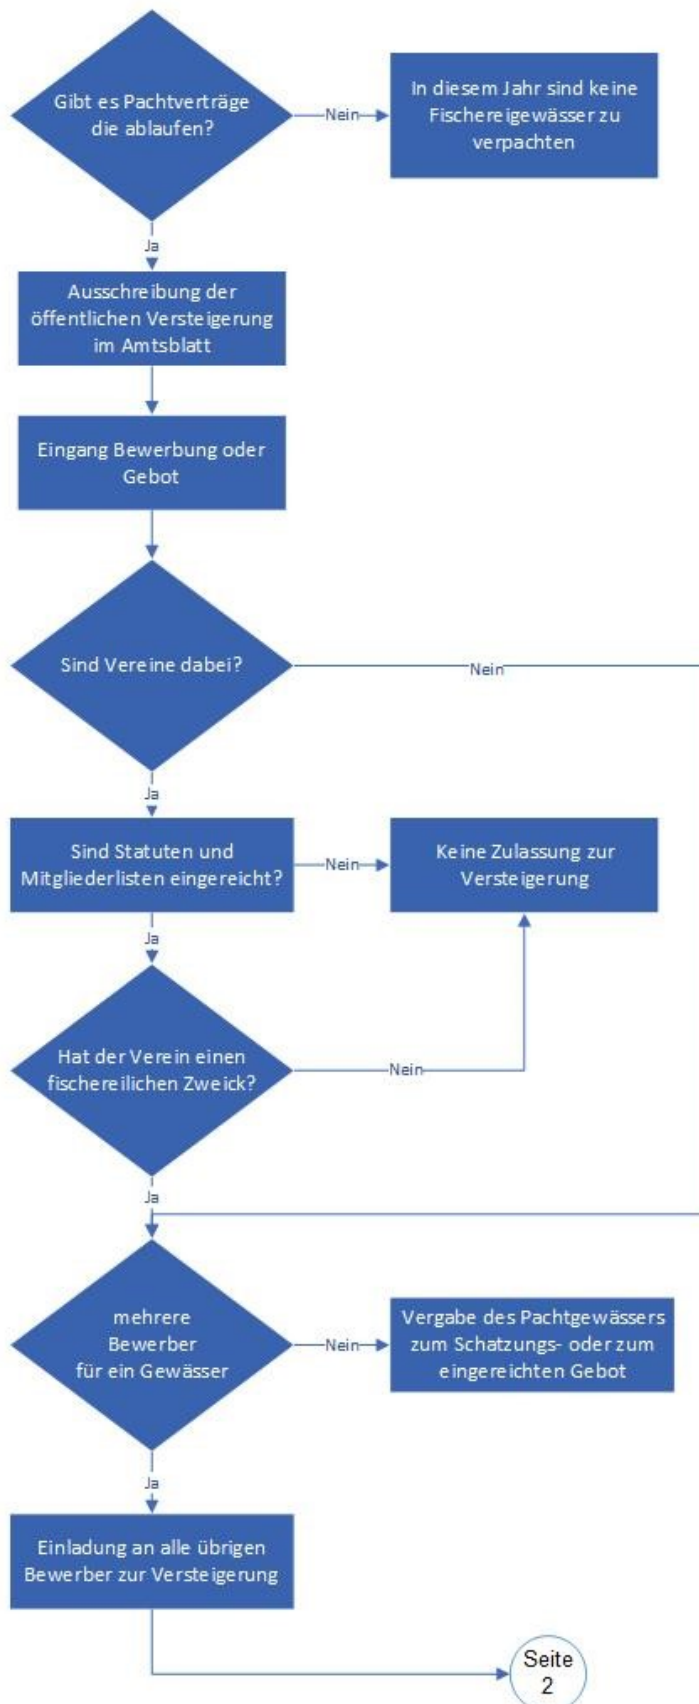 Gibt es Pachtverträge
die ablaufen?
Nein
In diesem Jahr sind keine
Fischereigewässer zu
verpachten
Ja
Ausschreibung der
öffentlichen Versteigerung
im Amtsblatt
Eingang Bewerbung oder
Gebot
Sind Vereine dabei?
Nein
Ja
Sind Statuten und
Mitgliederlisten eingereicht?
Nein
Keine Zulassung zur
Versteigerung
Ja
Hat der Verein einen
fischereilichen Zweick?
Nein
Ja
mehrere
Bewerber
für ein Gewässer
Nein
Vergabe des Pachtgewässers
zum Schatzungs- oder zum
eingereichten Gebot
Ja
Einladung an alle übrigen
Bewerber zur Versteigerung
Seite
2